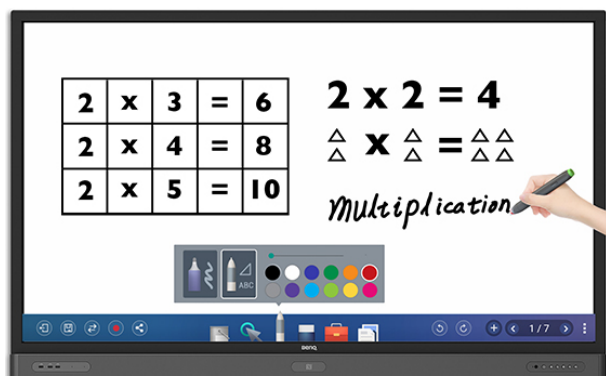 2 x 3 = 6
2 x 4 = 8
2 x 5 = 10
2 x 2 = 4
x =
multiplication
ABC
1/7
BenQ